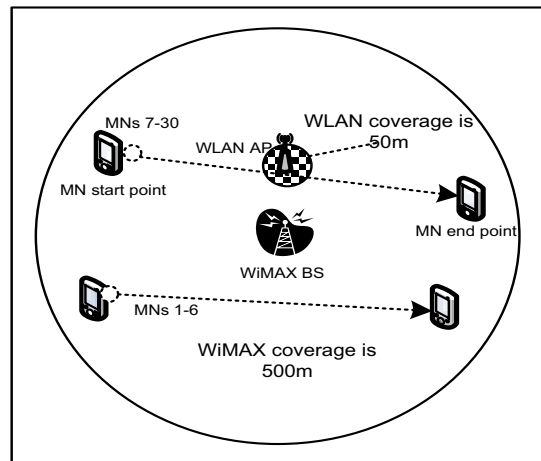 MNs 7-30
WLAN AP
WLAN coverage is
50m
MN start point
MN end point
WiMAX BS
MNs 1-6
WiMAX coverage is
500m